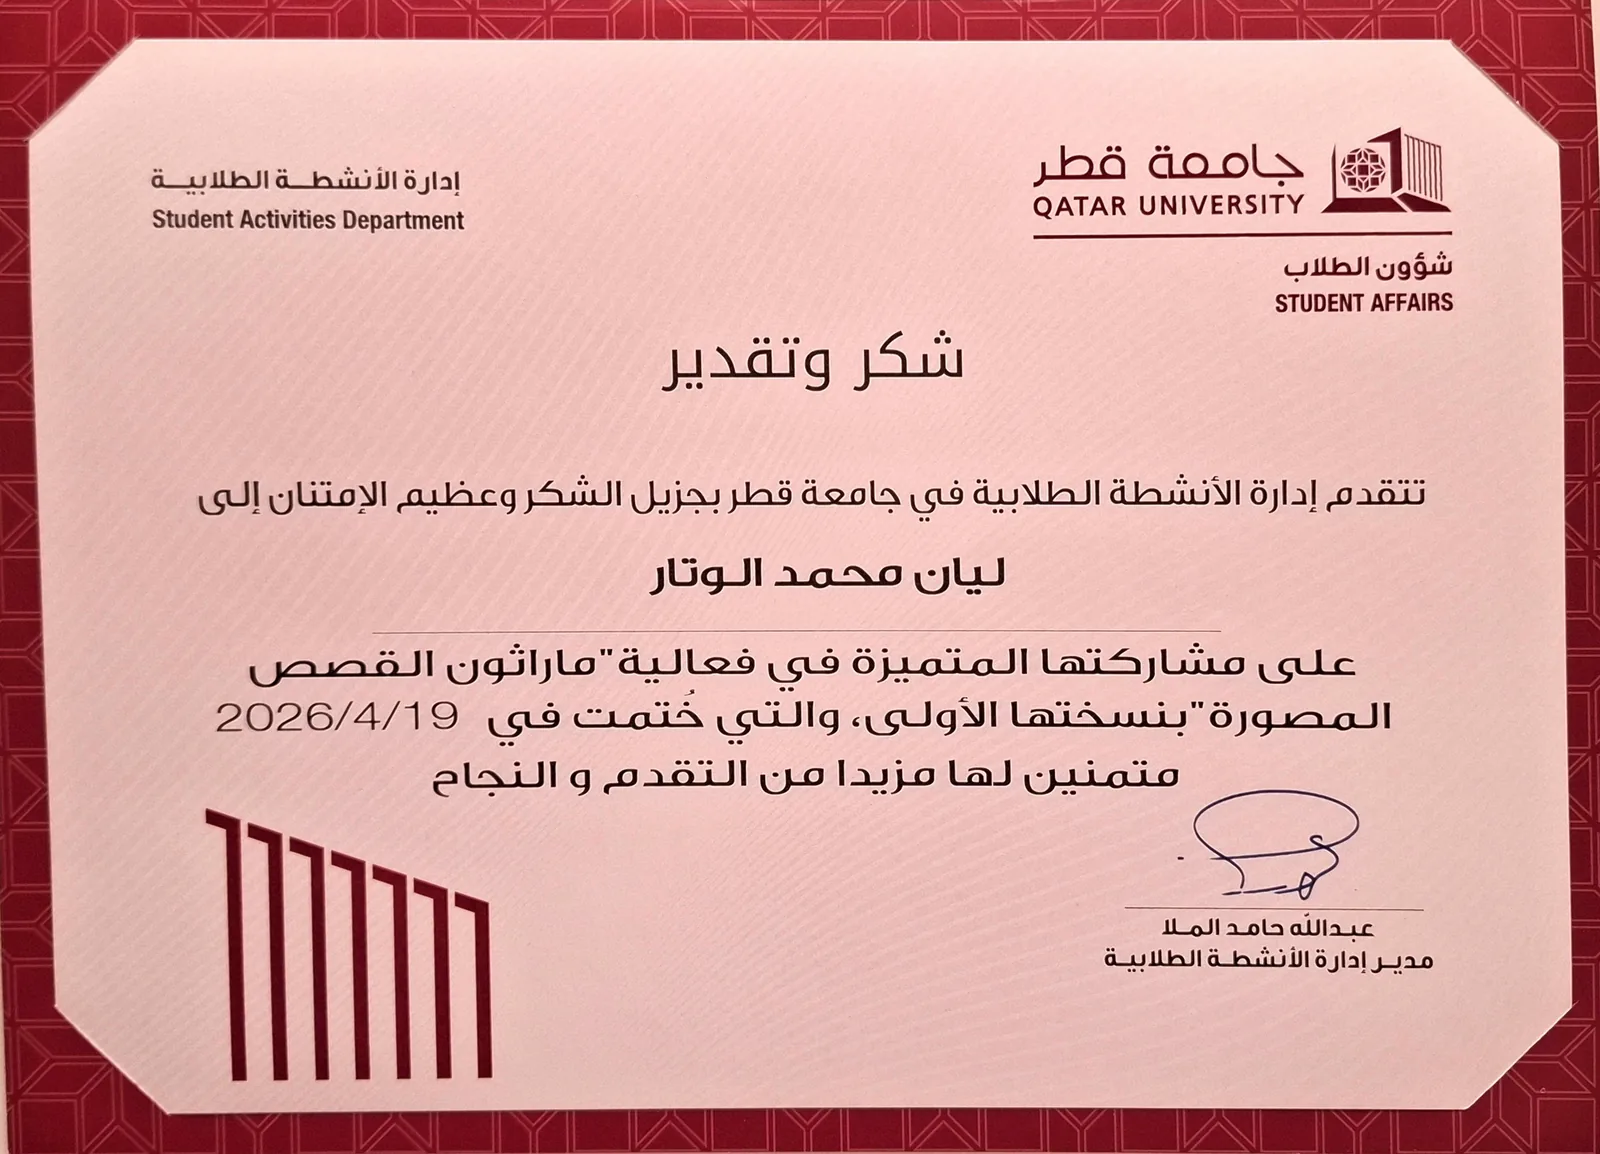 جامعة قطر
QATAR UNIVERSITY
شؤون الطلاب
STUDENT AFFAIRS
إدارة الأنشطة الطلابية
Student Activities Department
شكر وتقدير
تتقدم إدارة الأنشطة الطلابية في جامعة قطر بجزيل الشكر وعظيم الإمتنان إلى
ليان محمد الوتار
على مشاركتها المتميزة في فعالية "ماراثون القصص
المصورة" بنسختها الأولى، والتي خُتمت في 2026/4/19
متمنين لها مزيدا من التقدم و النجاح
عبدالله حامد الملا
مدير إدارة الأنشطة الطلابية